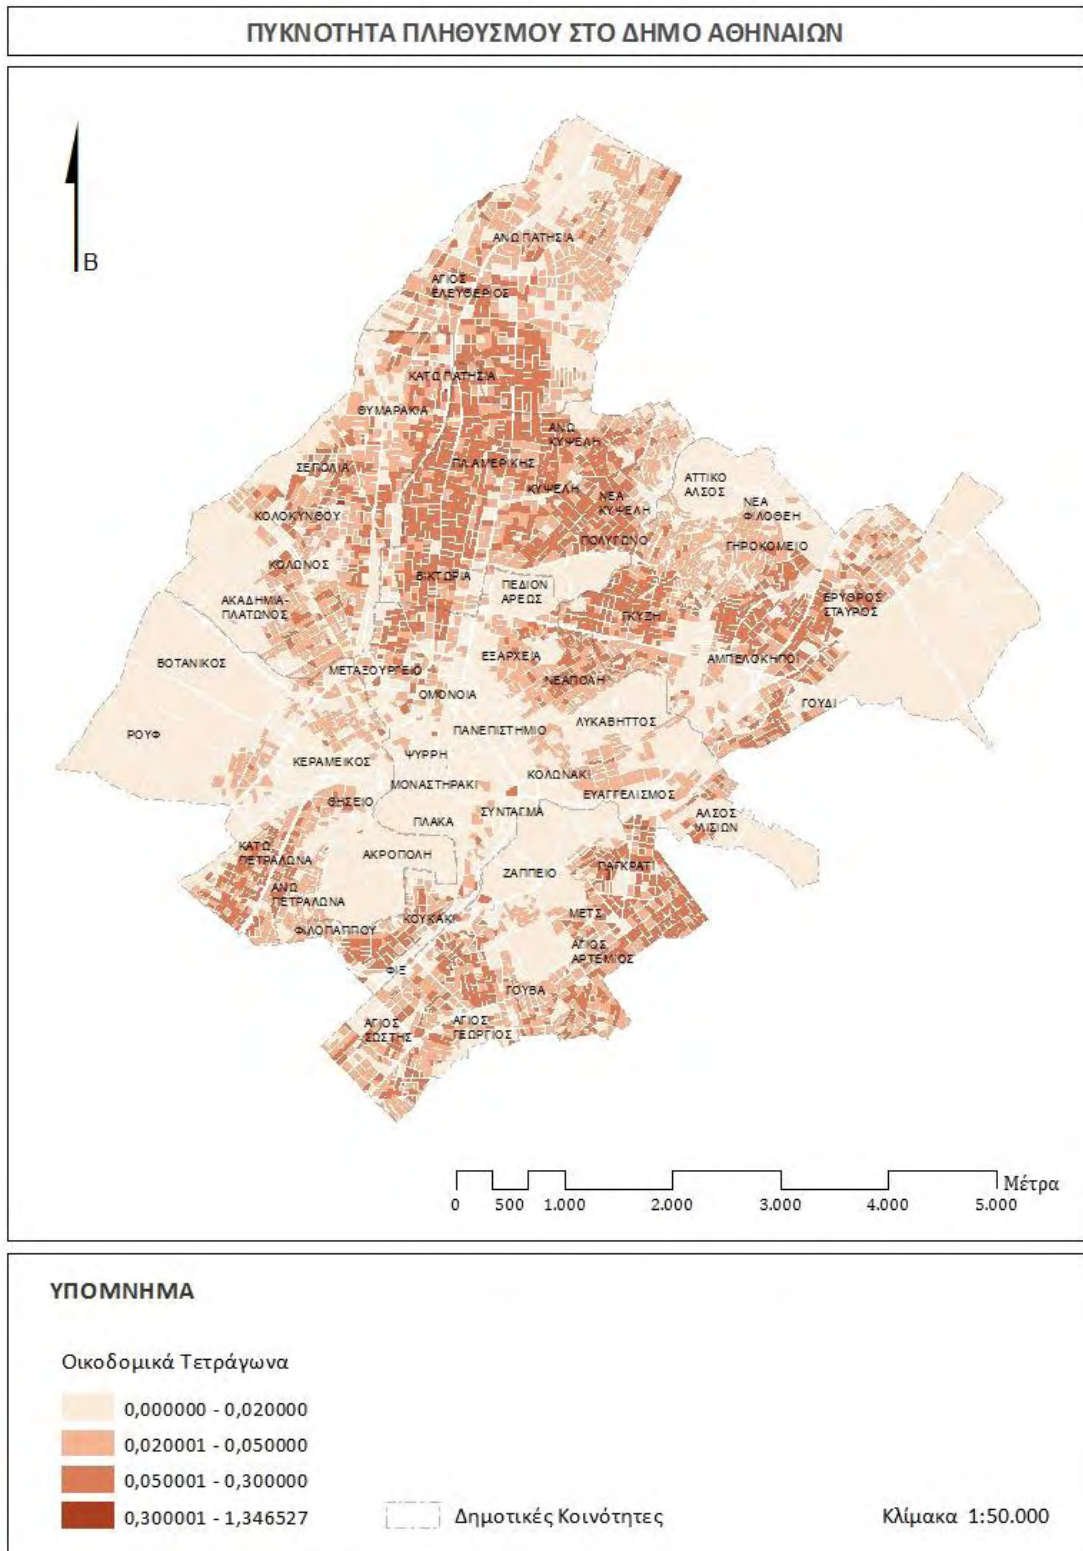 ΠΥΚΝΟΤΗΤΑ ΠΛΗΘΥΣΜΟΥ ΣΤΟ ΔΗΜΟ ΑΘΗΝΑΙΩΝ
Β
ΑΝΩ ΠΑΤΗΣΙΑ
ΑΓΙΟΣ
ΕΛΕΥΘΕΡΙΟΣ
ΚΑΤΩ ΠΑΤΗΣΙΑ
ΘΥΜΑΡΑΚΙΑ
ΑΝΩ
ΚΥΨΕΛΗ
ΠΛ.ΑΜΕΡΙΚΗΣ
ΣΕΠΟΛΙΑ
ΚΥΨΕΛΗ
ΝΕΑ
ΚΥΨΕΛΗ
ΑΤΤΙΚΟ
ΑΛΣΟΣ
ΝΕΑ
ΦΙΛΟΘΕΗ
ΚΟΛΟΚΥΝΘΟΥ
ΠΟΛΥΓΩΝΟ
ΓΗΡΟΚΟΜΕΙΟ
ΚΟΛΩΝΟΣ
ΒΙΚΤΩΡΙΑ
ΠΕΔΙΟΝ
ΑΡΕΩΣ
ΕΡΥΘΡΟΣ
ΣΤΑΥΡΟΣ
ΑΚΑΔΗΜΙΑ-
ΠΛΑΤΩΝΟΣ
ΓΚΥΖΗ
ΒΟΤΑΝΙΚΟΣ
ΜΕΤΑΞΟΥΡΓΕΙΟ
ΕΞΑΡΧΕΙΑ
ΑΜΠΕΛΟΚΗΠΟΙ
ΝΕΑΠΟΛΗ
ΟΜΟΝΟΙΑ
ΓΟΥΔΙ
ΛΥΚΑΒΗΤΤΟΣ
ΠΑΝΕΠΙΣΤΗΜΙΟ
ΡΟΥΦ
ΨΥΡΡΗ
ΚΕΡΑΜΕΙΚΟΣ
ΚΟΛΩΝΑΚΙ
ΜΟΝΑΣΤΗΡΑΚΙ
ΕΥΑΓΓΕΛΙΣΜΟΣ
ΘΗΣΕΙΟ
ΣΥΝΤΑΓΜΑ
ΑΛΣΟΣ
ΙΛΙΣΙΩΝ
ΠΛΑΚΑ
ΚΑΤΩ
ΠΕΤΡΑΛΩΝΑ
ΑΚΡΟΠΟΛΗ
ΖΑΠΠΕΙΟ
ΠΑΓΚΡΑΤΙ
ΑΝΩ
ΠΕΤΡΑΛΩΝΑ
ΚΟΥΚΑΚΙ
ΜΕΤΣ
ΦΙΛΟΠΑΠΠΟΥ
ΑΓΙΟΣ
ΑΡΤΕΜΙΟΣ
ΦΙΞ
ΓΟΥΒΑ
ΑΓΙΟΣ
ΣΩΣΤΗΣ
ΑΓΙΟΣ
ΓΕΩΡΓΙΟΣ
Μέτρα
0 500 1.000 2.000 3.000 4.000 5.000
ΥΠΟΜΝΗΜΑ
Οικοδομικά Τετράγωνα
0,000000 - 0,020000
0,020001 - 0,050000
0,050001 - 0,300000
0,300001 - 1,346527
Δημοτικές Κοινότητες
Κλίμακα 1:50.000